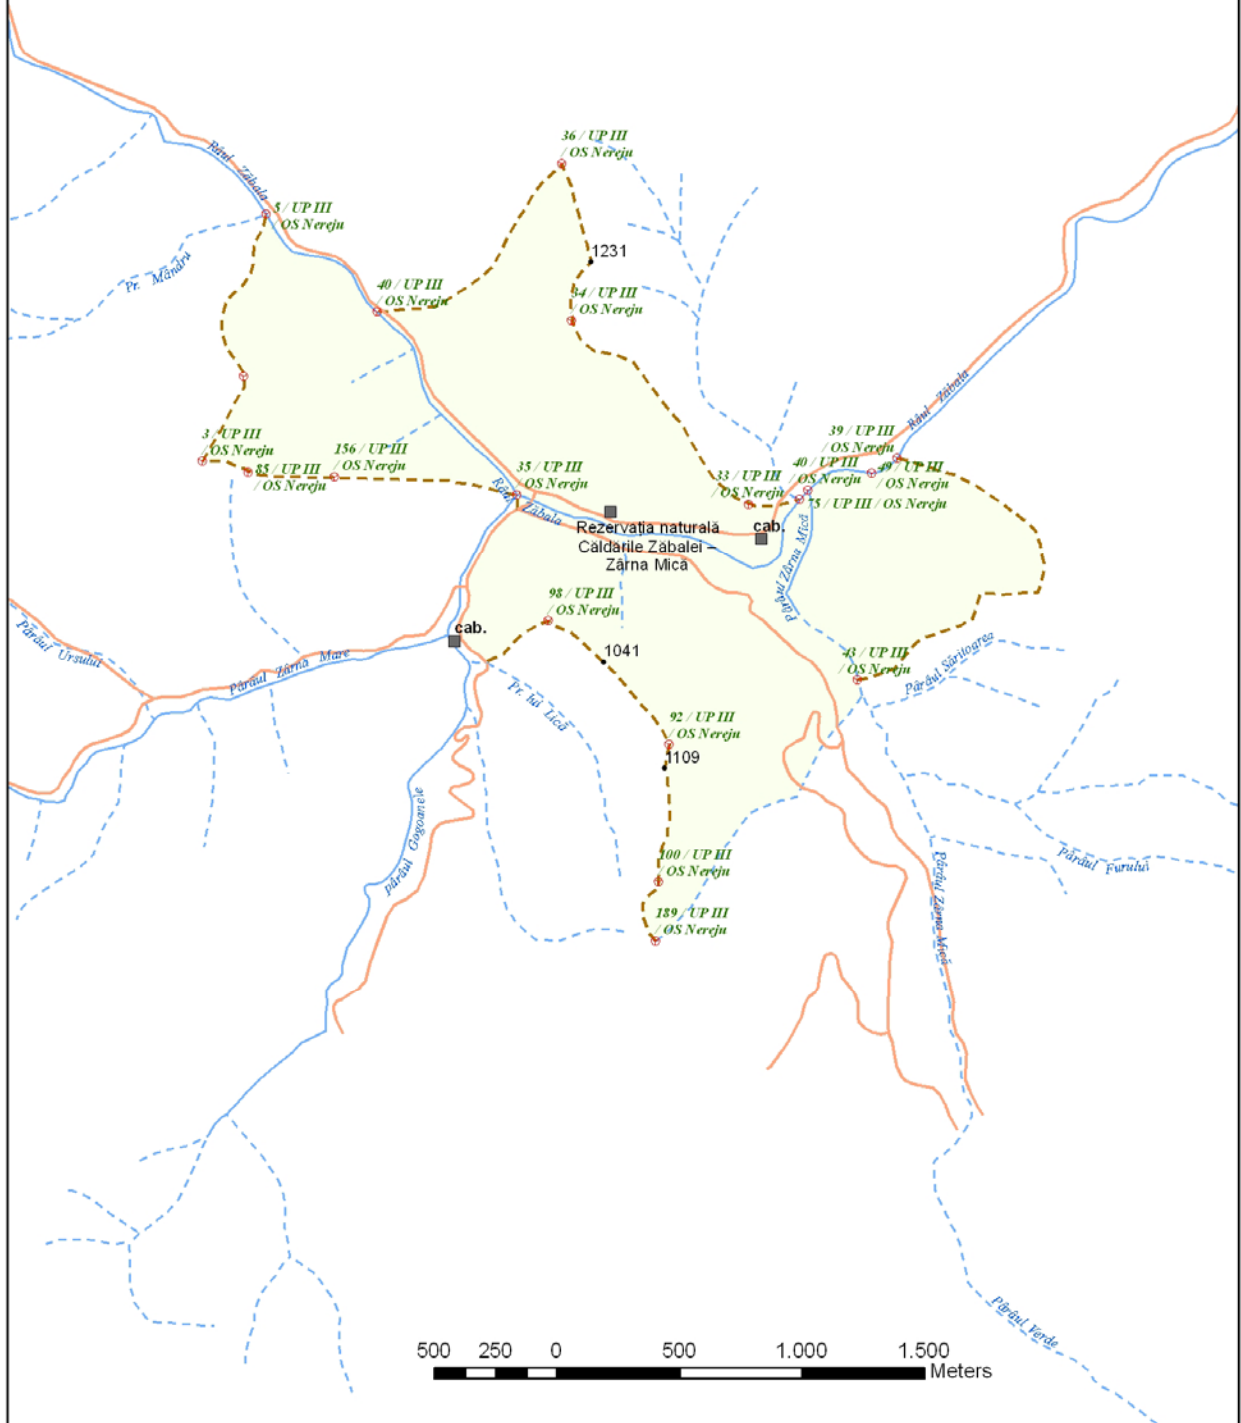 36 / UP III
/ OS Nereju
Râul Zăbala
5 / UP III
/ OS Nereju
1231
Pr. Mândru
40 / UP III
/ OS Nereju
34 / UP III
/ OS Nereju
Râul Zăbala
39 / UP III
/ OS Nereju
3 / UP III
/ OS Nereju
156 / UP III
/ OS Nereju
85 / UP III
/ OS Nereju
35 / UP III
/ OS Nereju
33 / UP III
/ OS Nereju
40 / UP III
/ OS Nereju
49 / UP III
75 / UP III / OS Nereju
Râul Zăbala
Rezervația naturală
Căldările Zăbalei –
Zârna Mică
cab.
Pârâul Zârna Mică
98 / UP III
/ OS Nereju
cab.
1041
Pârâul Ursului
Pârâul Zârna Mare
43 / UP III
/ OS Nereju
Pârâul Săritoarea
Pr. lui Lică
92 / UP III
/ OS Nereju
1109
pârâul Gogoanele
100 / UP III
/ OS Nereju
Pârâul Furului
Pârâul Zârna Mică
189 / UP III
/ OS Nereju
Pârâul Verde
500 250 0 500 1.000 1.500
Meters